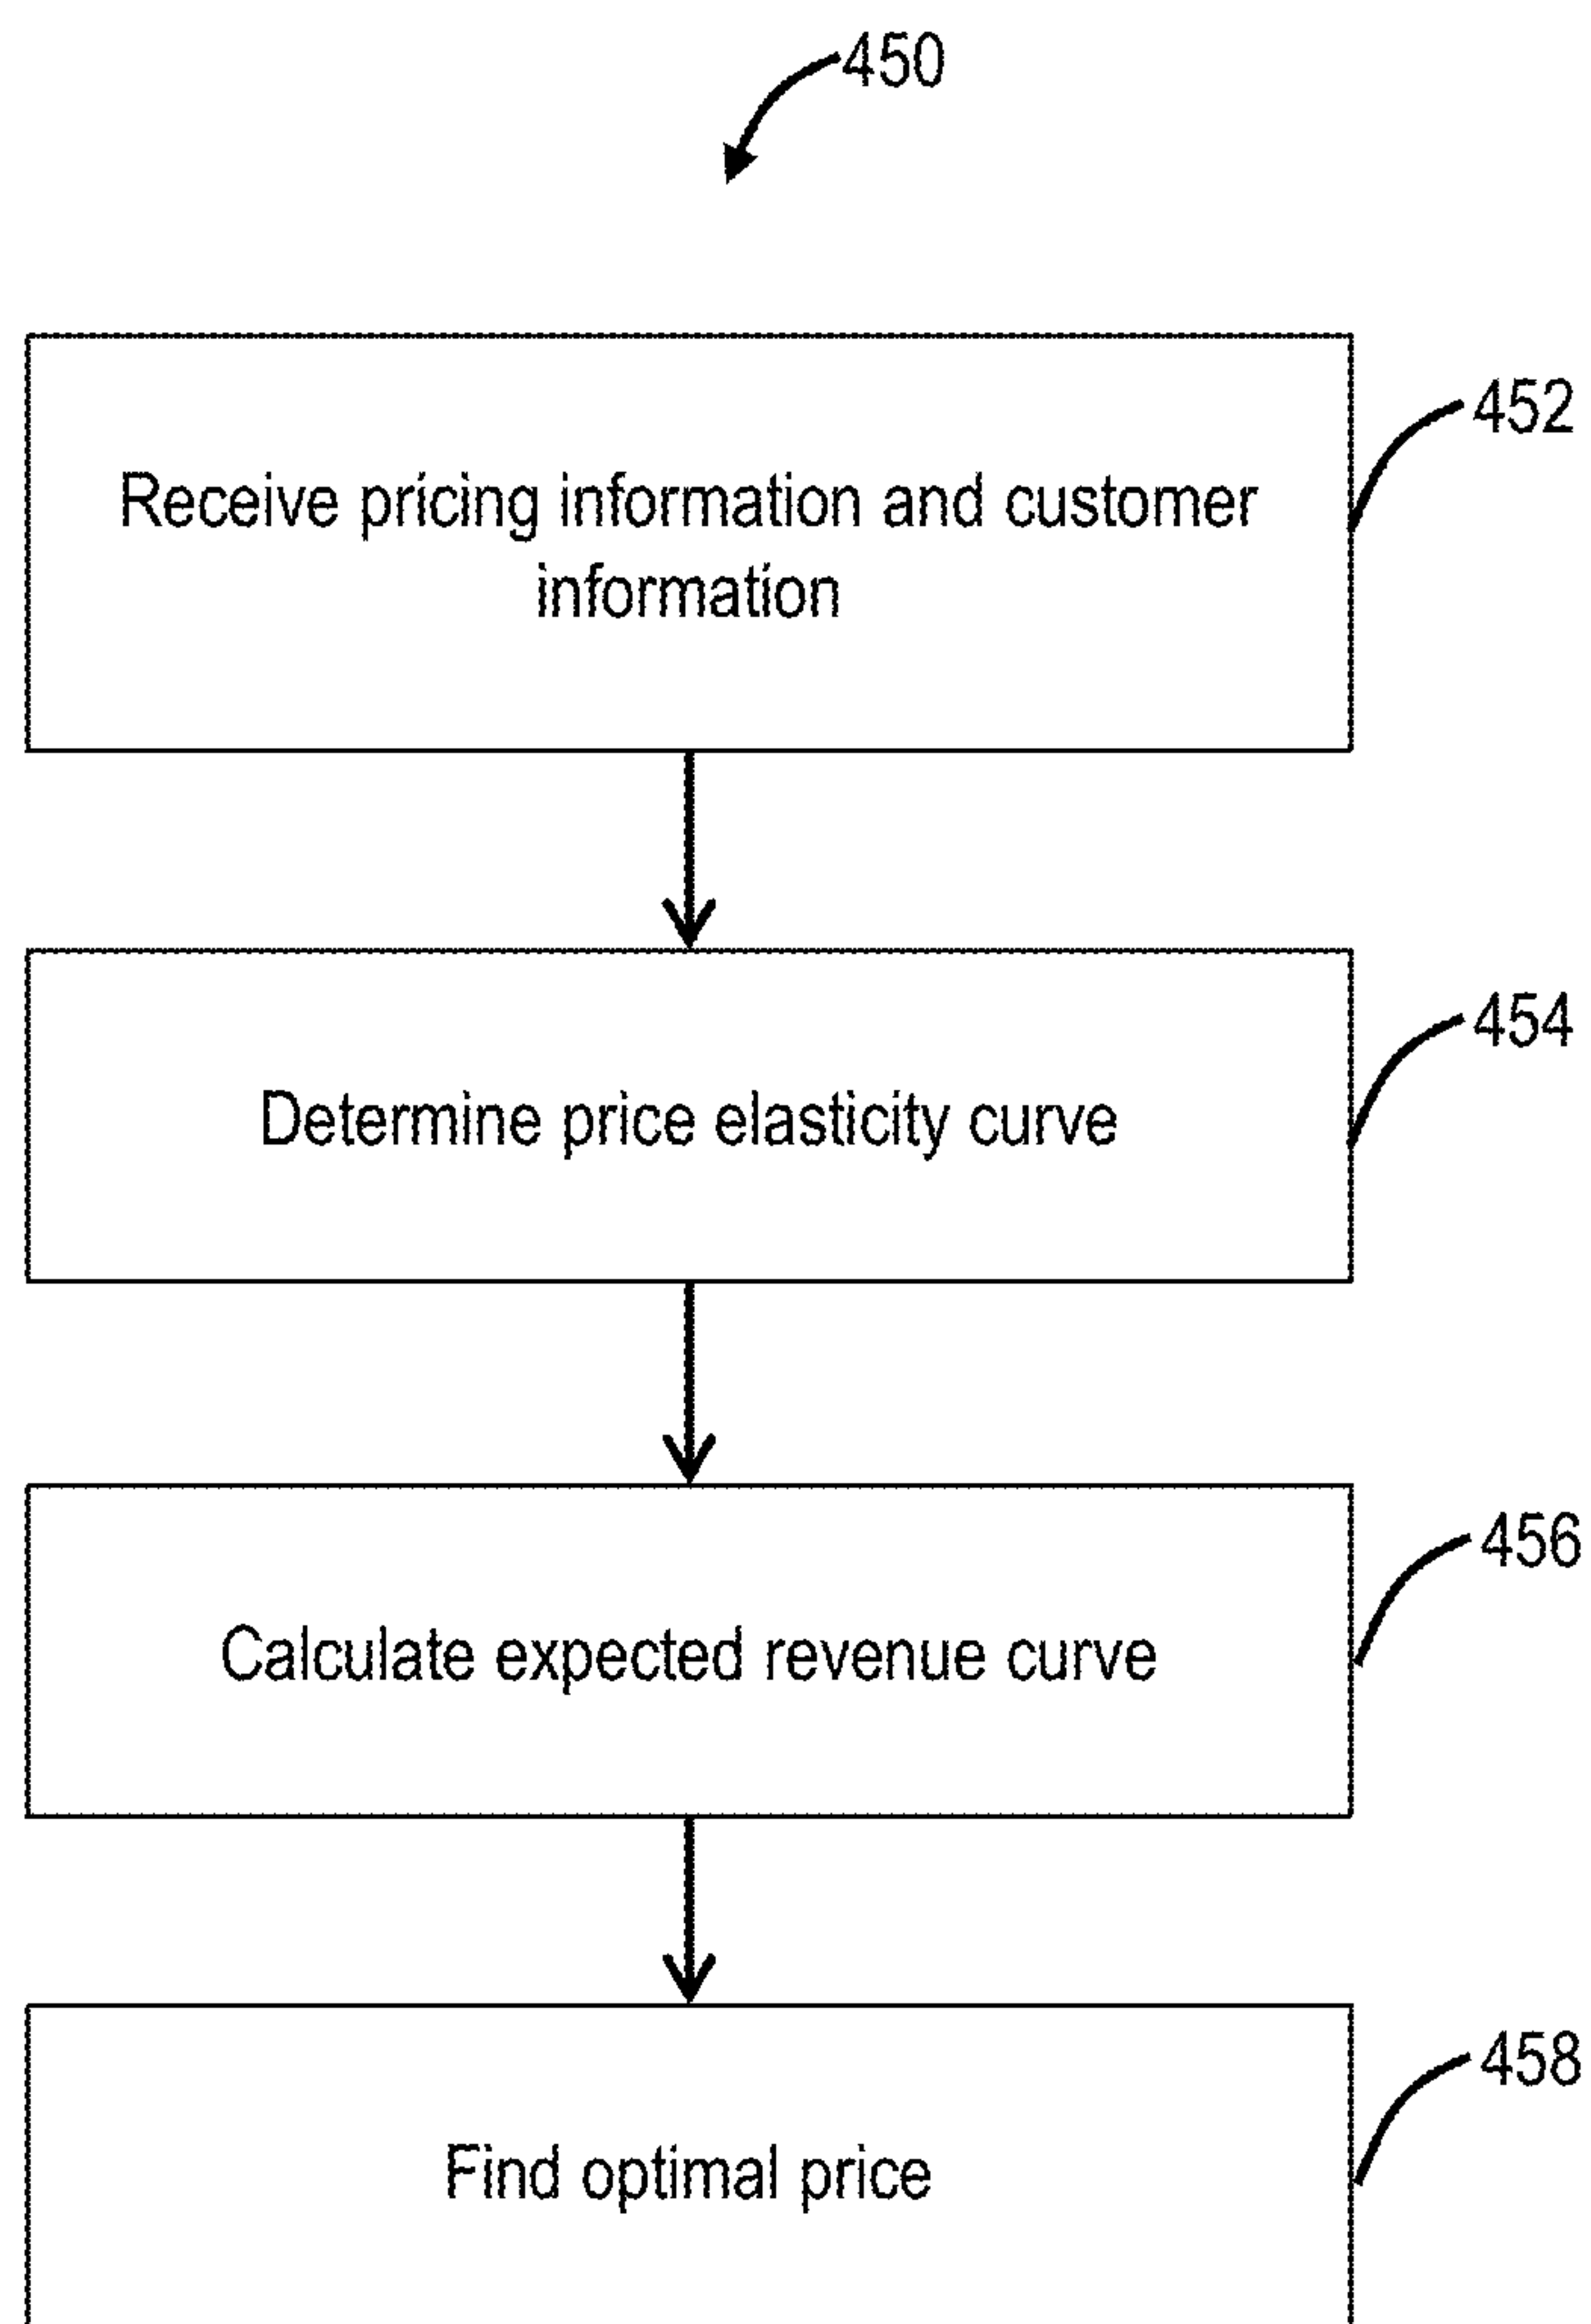 450
452
Receive pricing information and customer
information
454
Determine price elasticity curve
456
Calculate expected revenue curve
458
Find optimal price